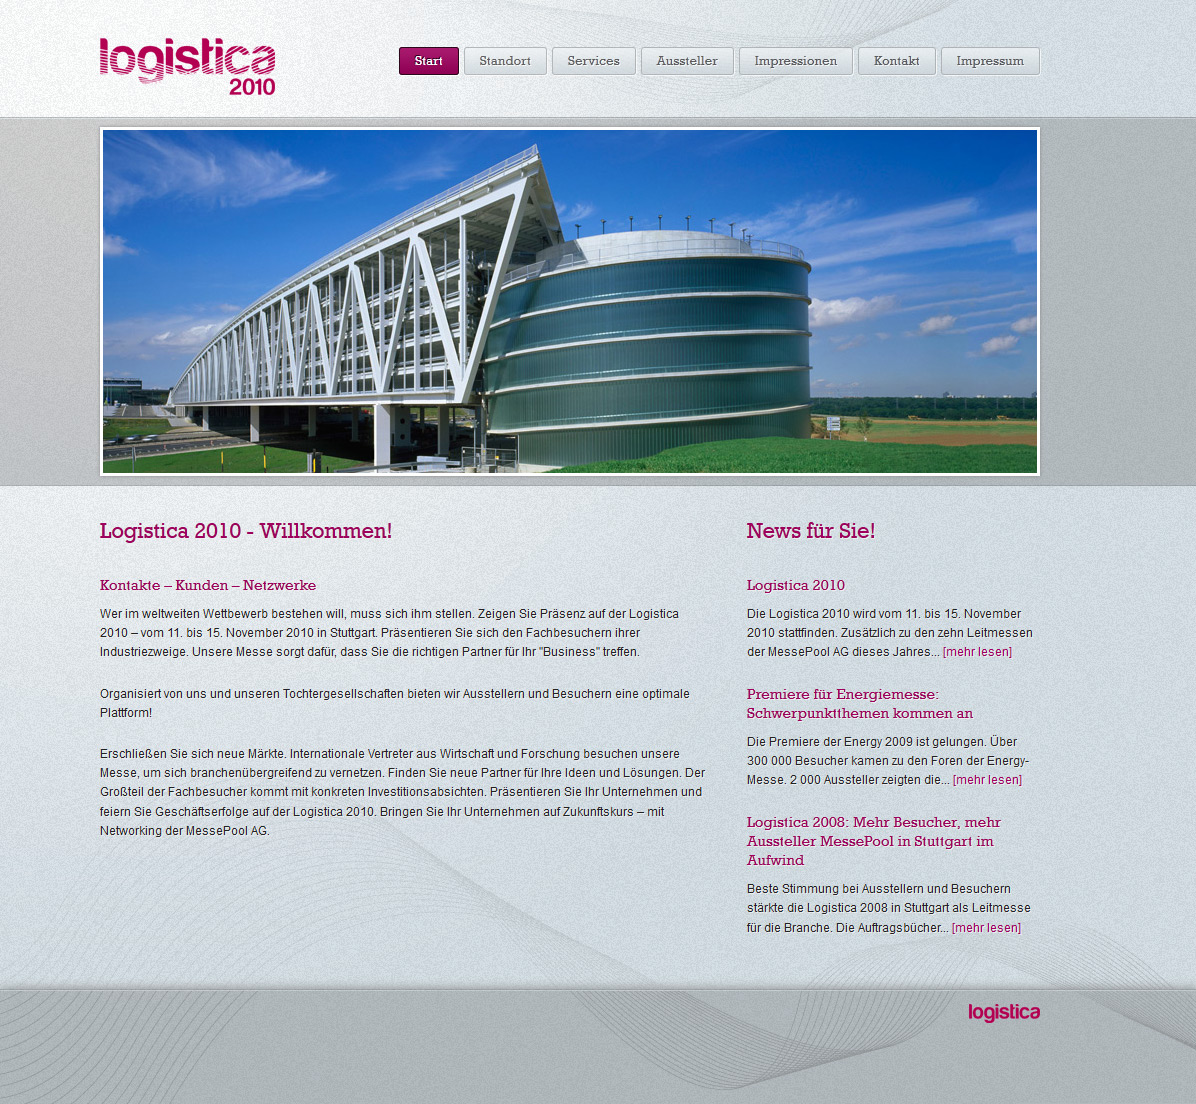 logistica
2010
Start Standort Services Aussteller Impressionen Kontakt Impressum
Logistica 2010 - Willkommen!
Kontakte – Kunden – Netzwerke
Wer im weltweiten Wettbewerb bestehen will, muss sich ihm stellen. Zeigen Sie Präsenz auf der Logistica
2010 – vom 11. bis 15. November 2010 in Stuttgart. Präsentieren Sie sich den Fachbesuchern ihrer
Industriezweige. Unsere Messe sorgt dafür, dass Sie die richtigen Partner für Ihr "Business" treffen.
Organisiert von uns und unseren Tochtergesellschaften bieten wir Ausstellern und Besuchern eine optimale
Plattform!
Erschließen Sie sich neue Märkte. Internationale Vertreter aus Wirtschaft und Forschung besuchen unsere
Messe, um sich branchenübergreifend zu vernetzen. Finden Sie neue Partner für Ihre Ideen und Lösungen. Der
Großteil der Fachbesucher kommt mit konkreten Investitionsabsichten. Präsentieren Sie Ihr Unternehmen und
feiern Sie Geschäftserfolge auf der Logistica 2010. Bringen Sie Ihr Unternehmen auf Zukunftskurs – mit
Networking der MessePool AG.
News für Sie!
Logistica 2010
Die Logistica 2010 wird vom 11. bis 15. November
2010 stattfinden. Zusätzlich zu den zehn Leitmessen
der MessePool AG dieses Jahres... [mehr lesen]
Premiere für Energiemesse:
Schwerpunktthemen kommen an
Die Premiere der Energy 2009 ist gelungen. Über
300 000 Besucher kamen zu den Foren der Energy-
Messe. 2 000 Aussteller zeigten die... [mehr lesen]
Logistica 2008: Mehr Besucher, mehr
Aussteller MessePool in Stuttgart im
Aufwind
Beste Stimmung bei Ausstellern und Besuchern
stärkte die Logistica 2008 in Stuttgart als Leitmesse
für die Branche. Die Auftragsbücher... [mehr lesen]
logistica